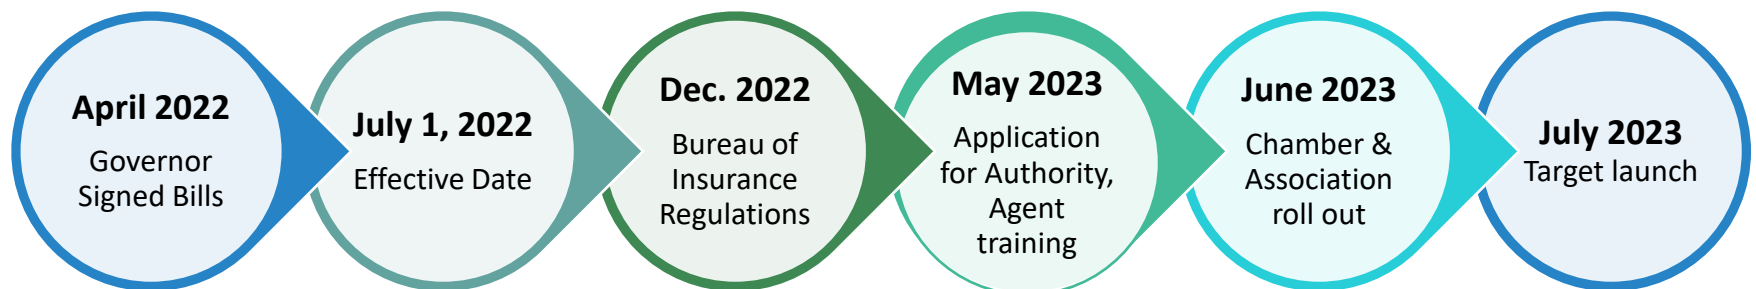 April 2022
Governor
Signed Bills
July 1, 2022
Effective Date
Dec. 2022
Bureau of
Insurance
Regulations
May 2023
Application
for Authority,
Agent
training
June 2023
Chamber &
Association
roll out
July 2023
Target launch